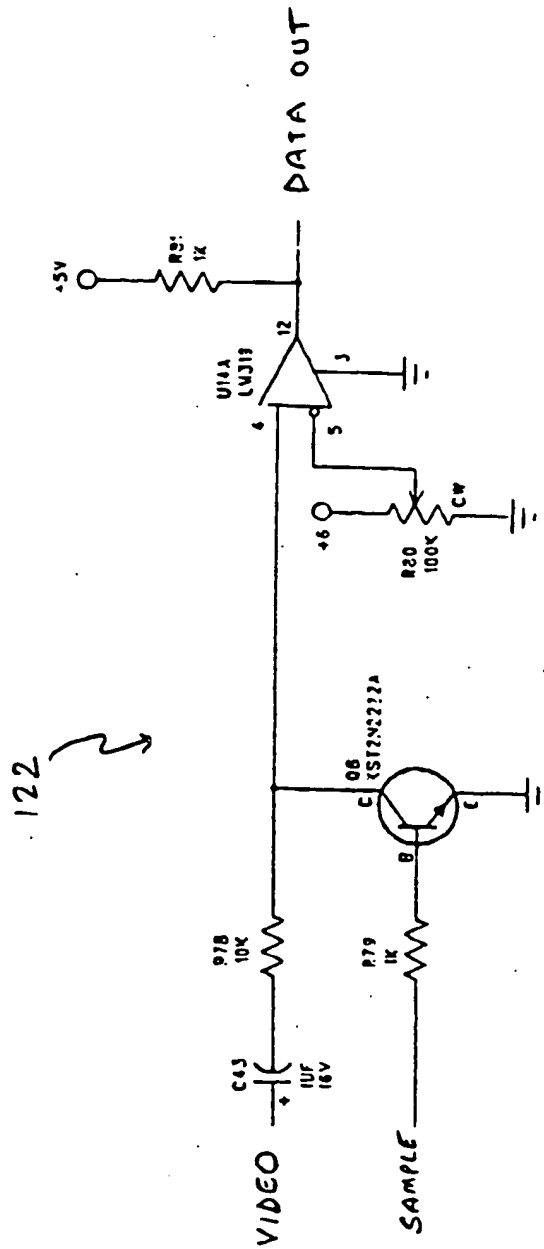 122
VIDEO
C43
+
1UF
16V
R78
10K
SAMPLE
R79
1K
B
C
E
Q6
XST2N2222A
+6
R80
100K
CW
4
5
U14A
LM319
3
12
+5V
R81
1K
DATA OUT